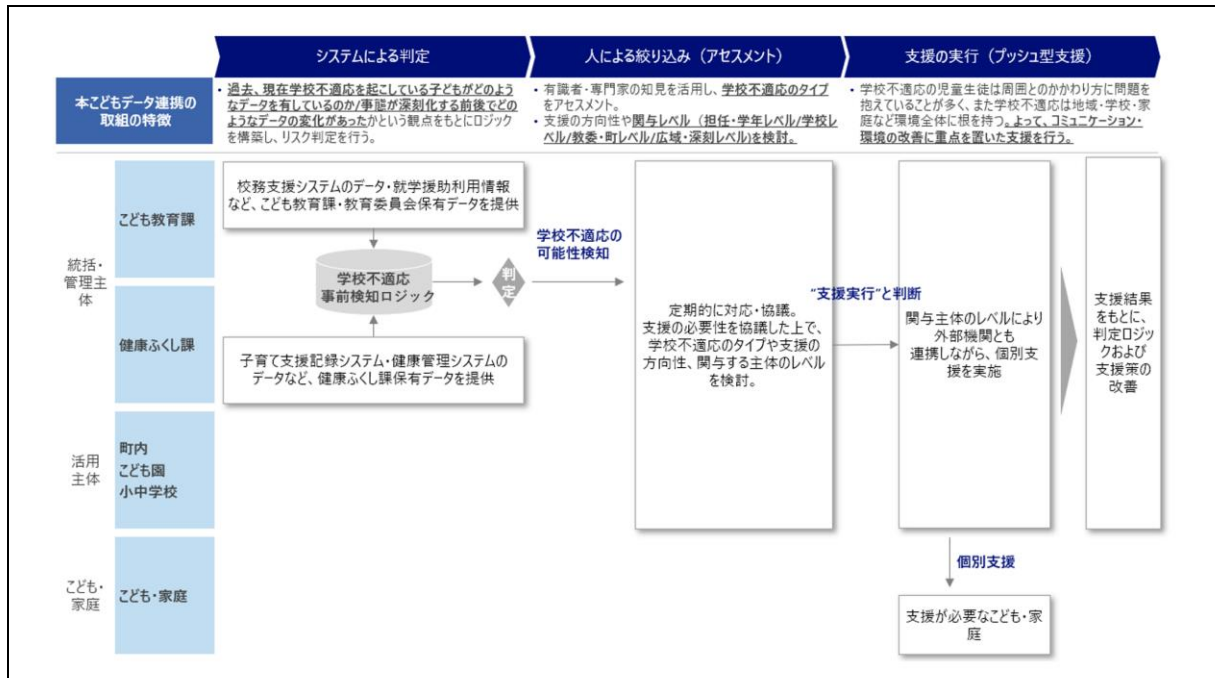 システムによる判定
人による絞り込み（アセスメント）
支援の実行（プッシュ型支援）
本こどもデータ連携の
取組の特徴
・過去、現在学校不適応を起こしている子どもがどのよう
なデータを有しているのか/事態が深刻化する前後でどの
ようなデータの変化があったかという観点をもとにロジック
を構築し、リスク判定を行う。
・有識者・専門家の知見を活用し、学校不適応のタイプ
をアセスメント。
・支援の方向性や関与レベル（担任・学年レベル/学校レ
ベル/教委・町レベル/広域・深刻レベル)を検討。
・学校不適応の児童生徒は周囲とのかかわり方に問題を
抱えていることが多く、また学校不適応は地域・学校・家
庭など環境全体に根を持つ。よって、コミュニケーション・
環境の改善に重点を置いた支援を行う。
統括・
管理主
体
こども教育課
校務支援システムのデータ・就学援助利用情報
など、こども教育課・教育委員会保有データを提供
学校不適応
事前検知ロジック
判定
学校不適応の
可能性検知
健康ふくし課
子育て支援記録システム・健康管理システムの
データなど、健康ふくし課保有データを提供
定期的に対応・協議。
支援の必要性を協議した上で、
学校不適応のタイプや支援の
方向性、関与する主体のレベル
を検討。
“支援実行”と判断
関与主体のレベルにより
外部機関とも
連携しながら、個別支
援を実施
支援結果
をもとに、
判定ロジッ
クおよび
支援策の
改善
活用
主体
町内
こども園
小中学校
個別支援
こども・
家庭
こども・家庭
支援が必要なこども・家
庭